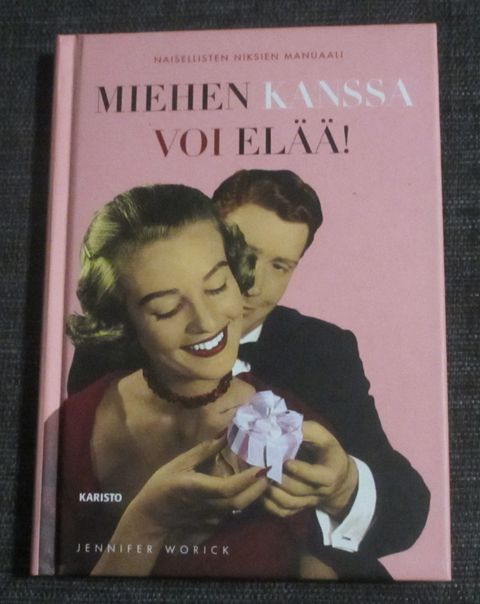 NAISELLISTEN NIKSIEN MANUAALI
MIEHEN KANSSA
VOI ELÄÄ!
KARISTO
JENNIFER WORICK